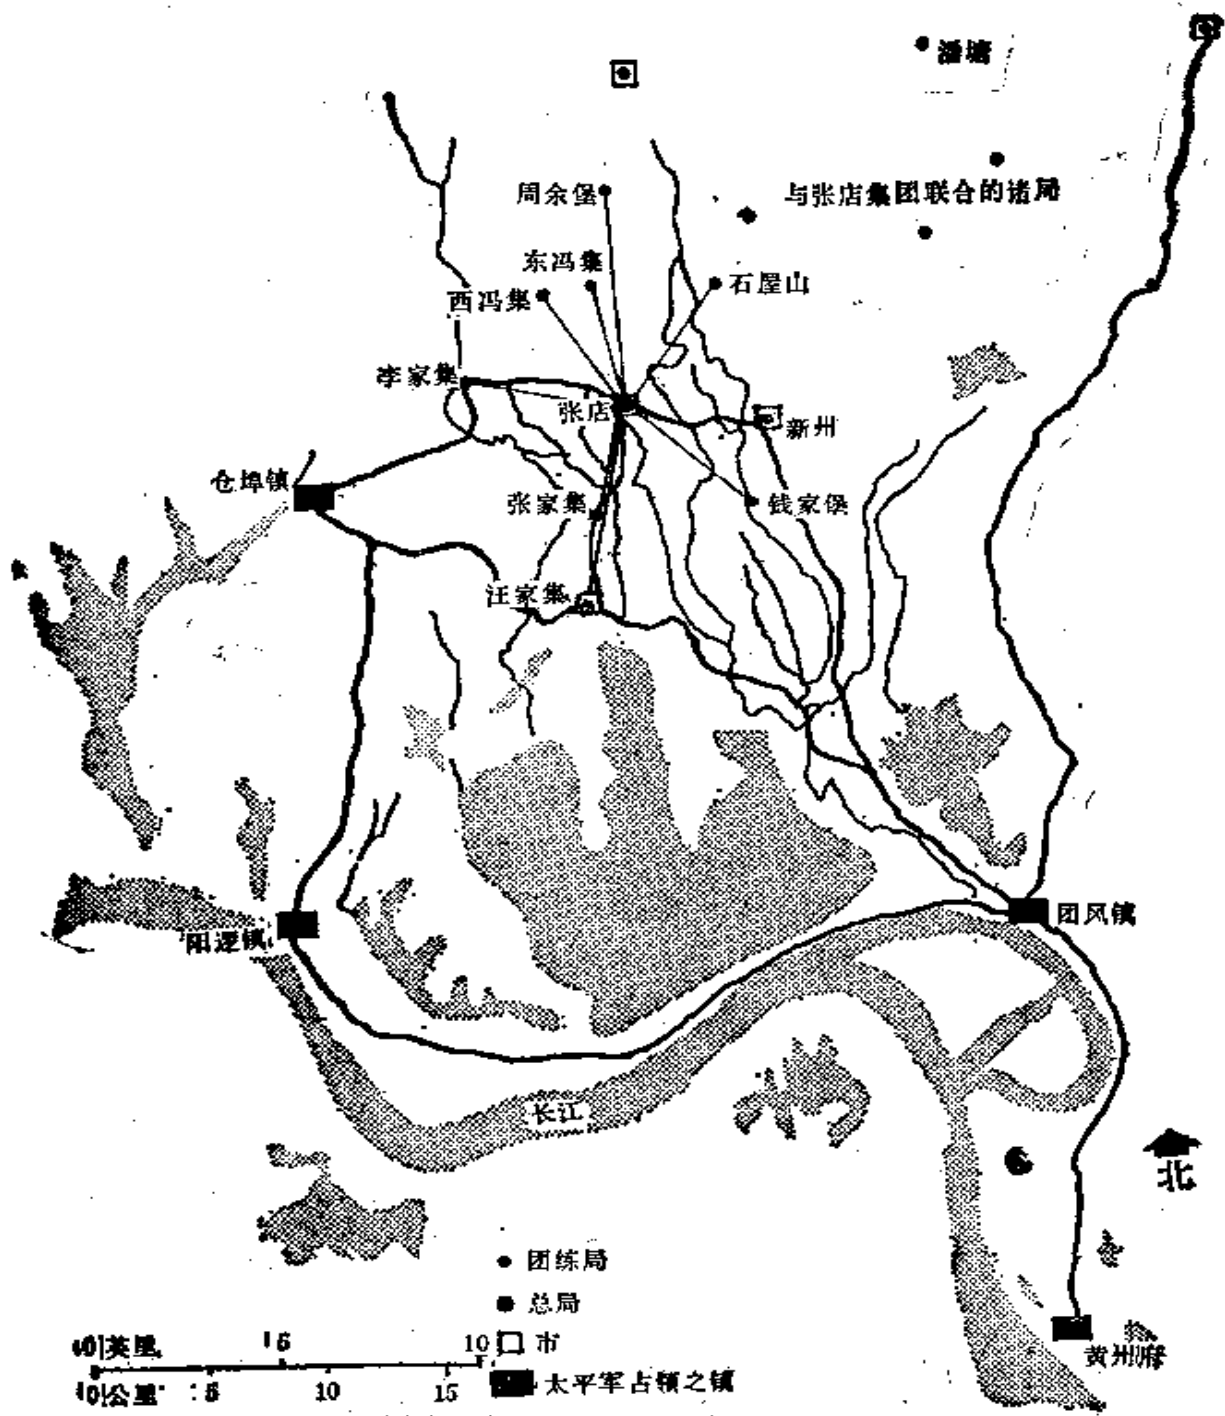 潘塘
周余堡
与张店集团联合的诸局
东冯集
石屋山
西冯集
李家集
张店
新州
仓埠镇
张家集
钱家堡
汪家集
团风镇
阳逻镇
长江
北
团练局
总局
0 英里 5 10
市
黄州府
太平军占领之镇
0 公里 5 10 15